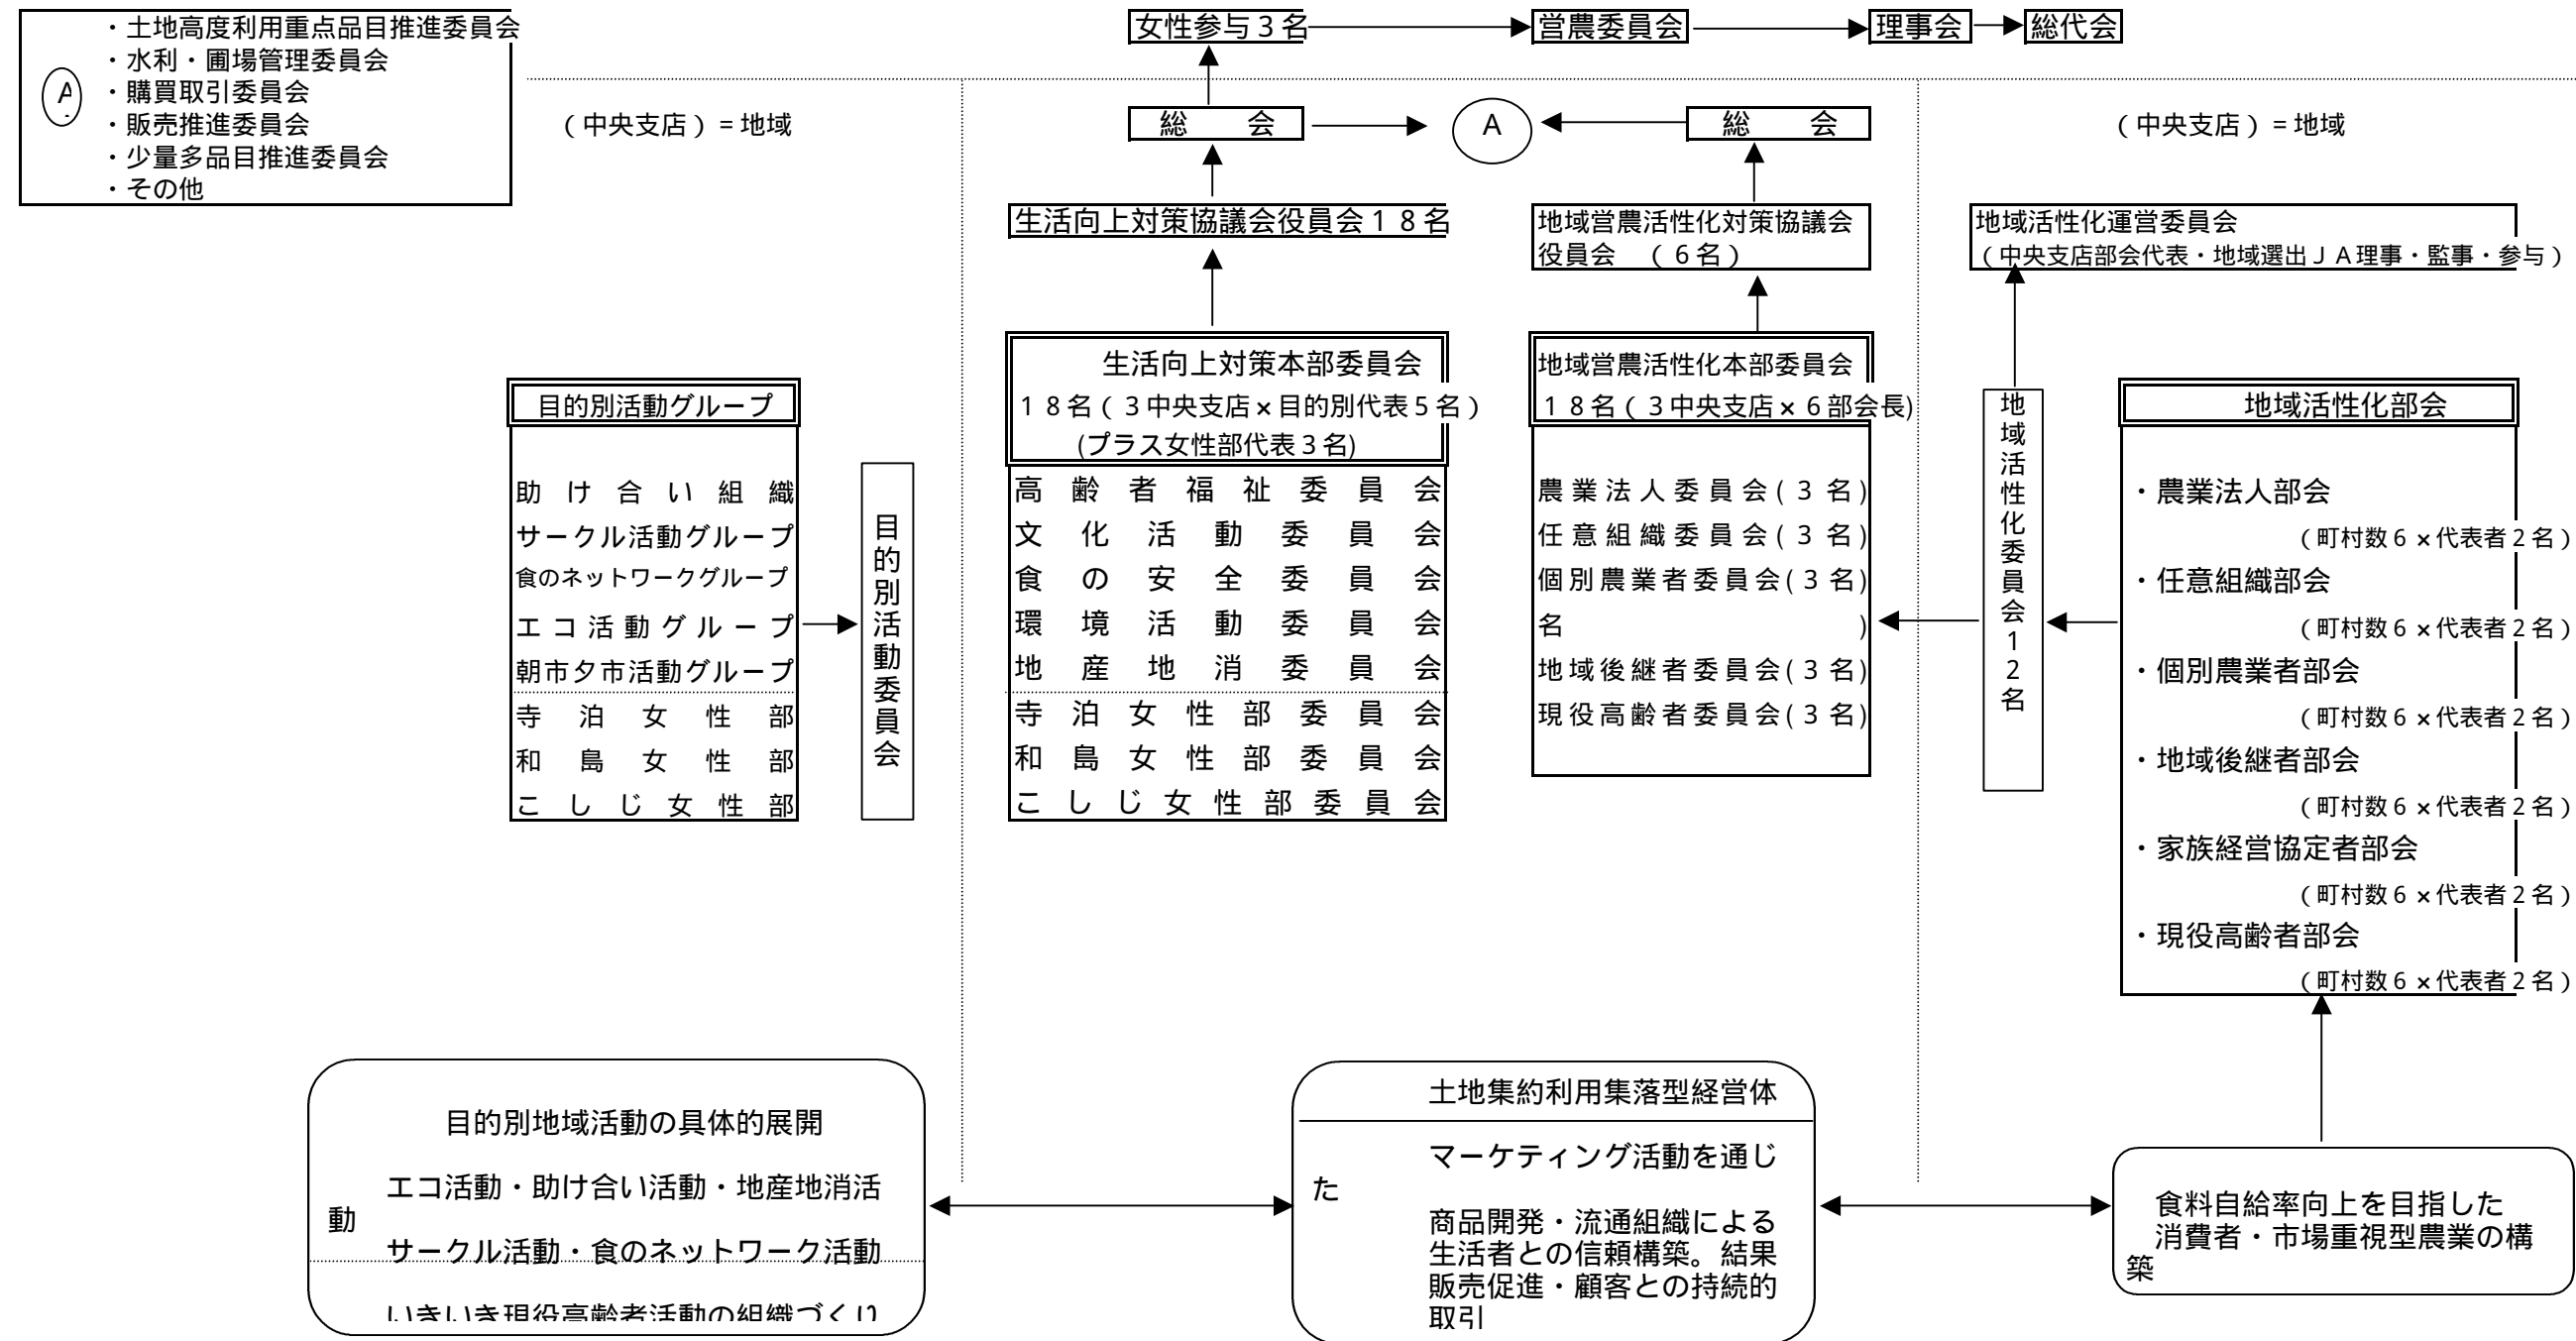 ・土地高度利用重点品目推進委員会
・水利・圃場管理委員会
A
・購買取引委員会
・販売推進委員会
・少量多品目推進委員会
・その他
女性参与3名
営農委員会
理事会
総代会
(中央支店)=地域
総　会
A
総　会
(中央支店)=地域
生活向上対策協議会役員会18名
地域営農活性化対策協議会
役員会　(6名)
地域活性化運営委員会
(中央支店部会代表・地域選出JA理事・監事・参与)
目的別活動グループ
助け合い組織
サークル活動グループ
食のネットワークグループ
エコ活動グループ
朝市夕市活動グループ
寺泊女性部
和島女性部
こしじ女性部
目的別活動委員会
生活向上対策本部委員会
18名(3中央支店×目的別代表5名)
(プラス女性部代表3名)
高齢者福祉委員会
文化活動委員会
食の安全委員会
環境活動委員会
地産地消委員会
寺泊女性部委員会
和島女性部委員会
こしじ女性部委員会
地域営農活性化本部委員会
18名(3中央支店×6部会長)
農業法人委員会(3名)
任意組織委員会(3名)
個別農業者委員会(3名)
名　)
地域後継者委員会(3名)
現役高齢者委員会(3名)
地域活性化委員会12名
地域活性化部会
・農業法人部会
(町村数6×代表者2名)
・任意組織部会
(町村数6×代表者2名)
・個別農業者部会
(町村数6×代表者2名)
・地域後継者部会
(町村数6×代表者2名)
・家族経営協定者部会
(町村数6×代表者2名)
・現役高齢者部会
(町村数6×代表者2名)
目的別地域活動の具体的展開
エコ活動・助け合い活動・地産地消活
動
サークル活動・食のネットワーク活動
いきいき現役高齢者活動の組織づくり
土地集約利用集落型経営体
マーケティング活動を通じ
た
商品開発・流通組織による
生活者との信頼構築。結果
販売促進・顧客との持続的
取引
食料自給率向上を目指した
消費者・市場重視型農業の構
築